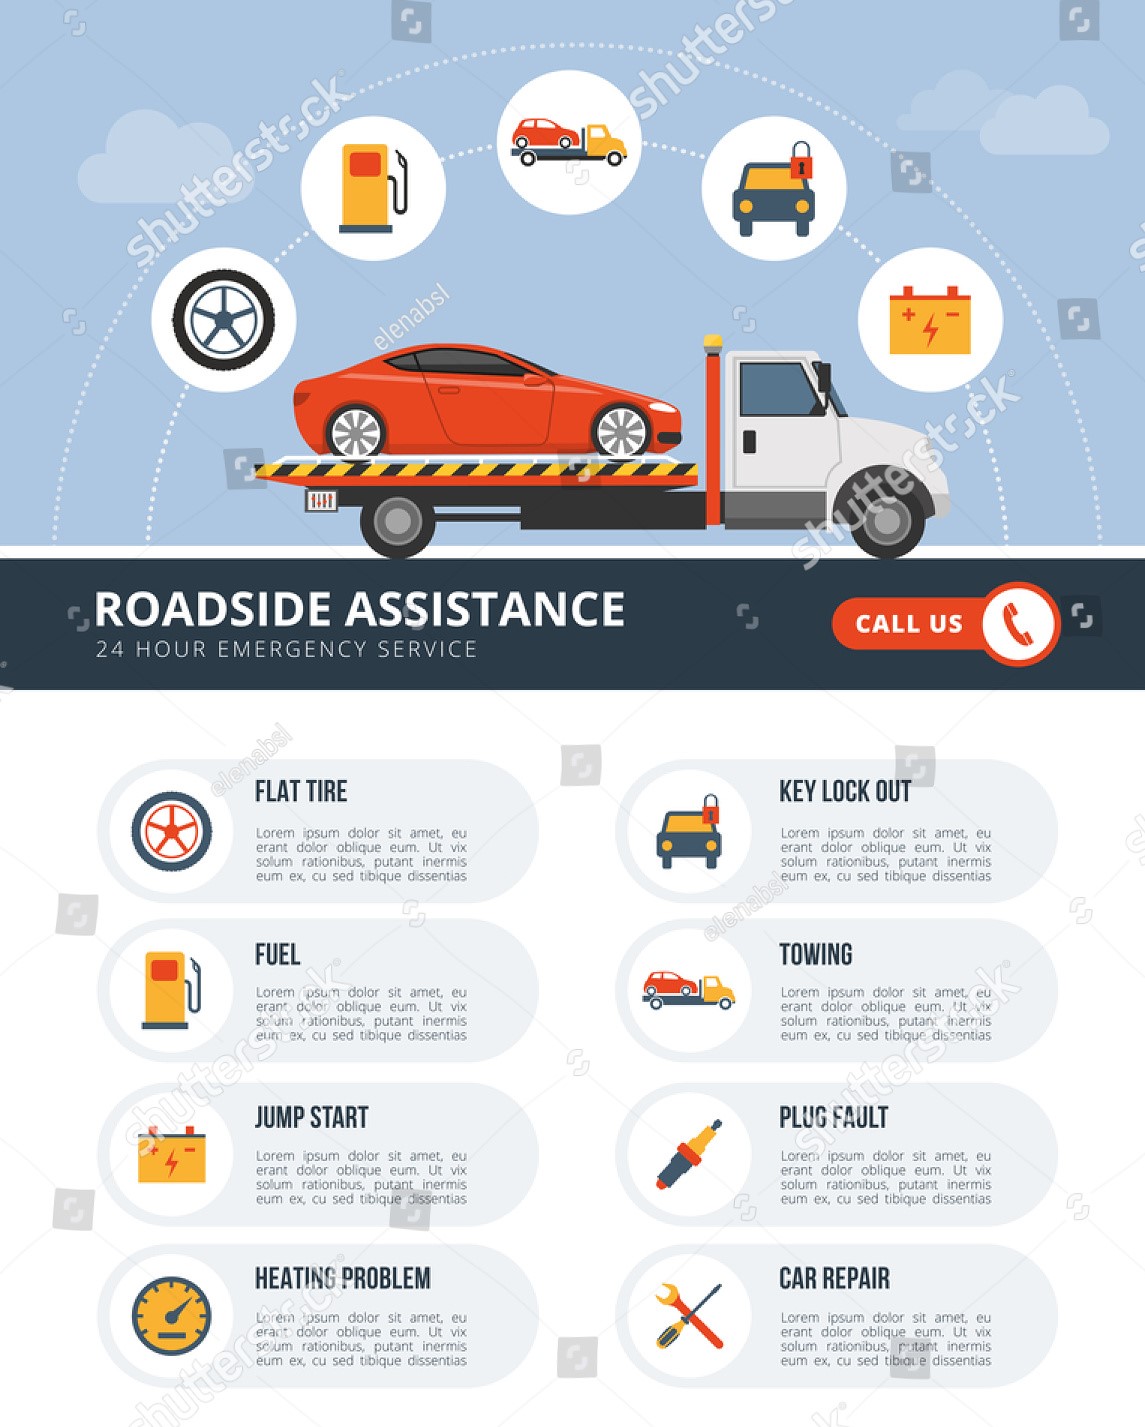 shutterstock
shutterstock
elenabsl
shutterstock
ROADSIDE ASSISTANCE
24 HOUR EMERGENCY SERVICE
CALL US
elenabsl
FLAT TIRE
Lorem ipsum dolor sit amet, eu
erant dolor oblique eum. Ut vix
solum rationibus, putant inermis
eum ex, cu sed tibique dissentias
KEY LOCK OUT
Lorem ipsum dolor sit amet, eu
erant dolor oblique eum. Ut vix
solum rationibus, putant inermis
eum ex, cu sed tibique dissentias
elenabsl
FUEL
Lorem ipsum dolor sit amet, eu
erant dolor oblique eum. Ut vix
solum rationibus, putant inermis
eum ex, cu sed tibique dissentias
TOWING
Lorem ipsum dolor sit amet, eu
erant dolor oblique eum. Ut vix
solum rationibus, putant inermis
eum ex, cu sed tibique dissentias
shutterstock
shutterstock
JUMP START
Lorem ipsum dolor sit amet, eu
erant dolor oblique eum. Ut vix
solum rationibus, putant inermis
eum ex, cu sed tibique dissentias
PLUG FAULT
Lorem ipsum dolor sit amet, eu
erant dolor oblique eum. Ut vix
solum rationibus, putant inermis
eum ex, cu sed tibique dissentias
HEATING PROBLEM
Lorem ipsum dolor sit amet, eu
erant dolor oblique eum. Ut vix
solum rationibus, putant inermis
eum ex, cu sed tibique dissentias
CAR REPAIR
Lorem ipsum dolor sit amet, eu
erant dolor oblique eum. Ut vix
solum rationibus, putant inermis
eum ex, cu sed tibique dissentias
shutterstock